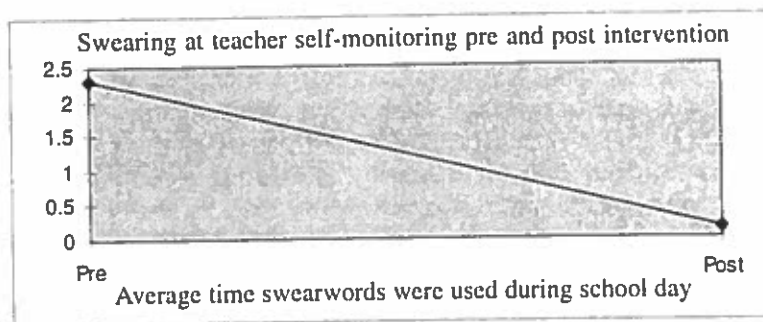 Swearing at teacher self-monitoring pre and post intervention
2.5
2
1.5
1
0.5
0
Pre
Post
Average time swearwords were used during school day